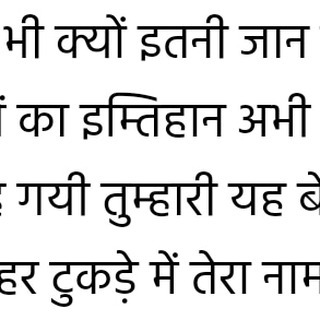 भी क्यों इतनी जान
का इम्तिहान अभी
गयी तुम्हारी यह
हर टुकड़े में तेरा नाम